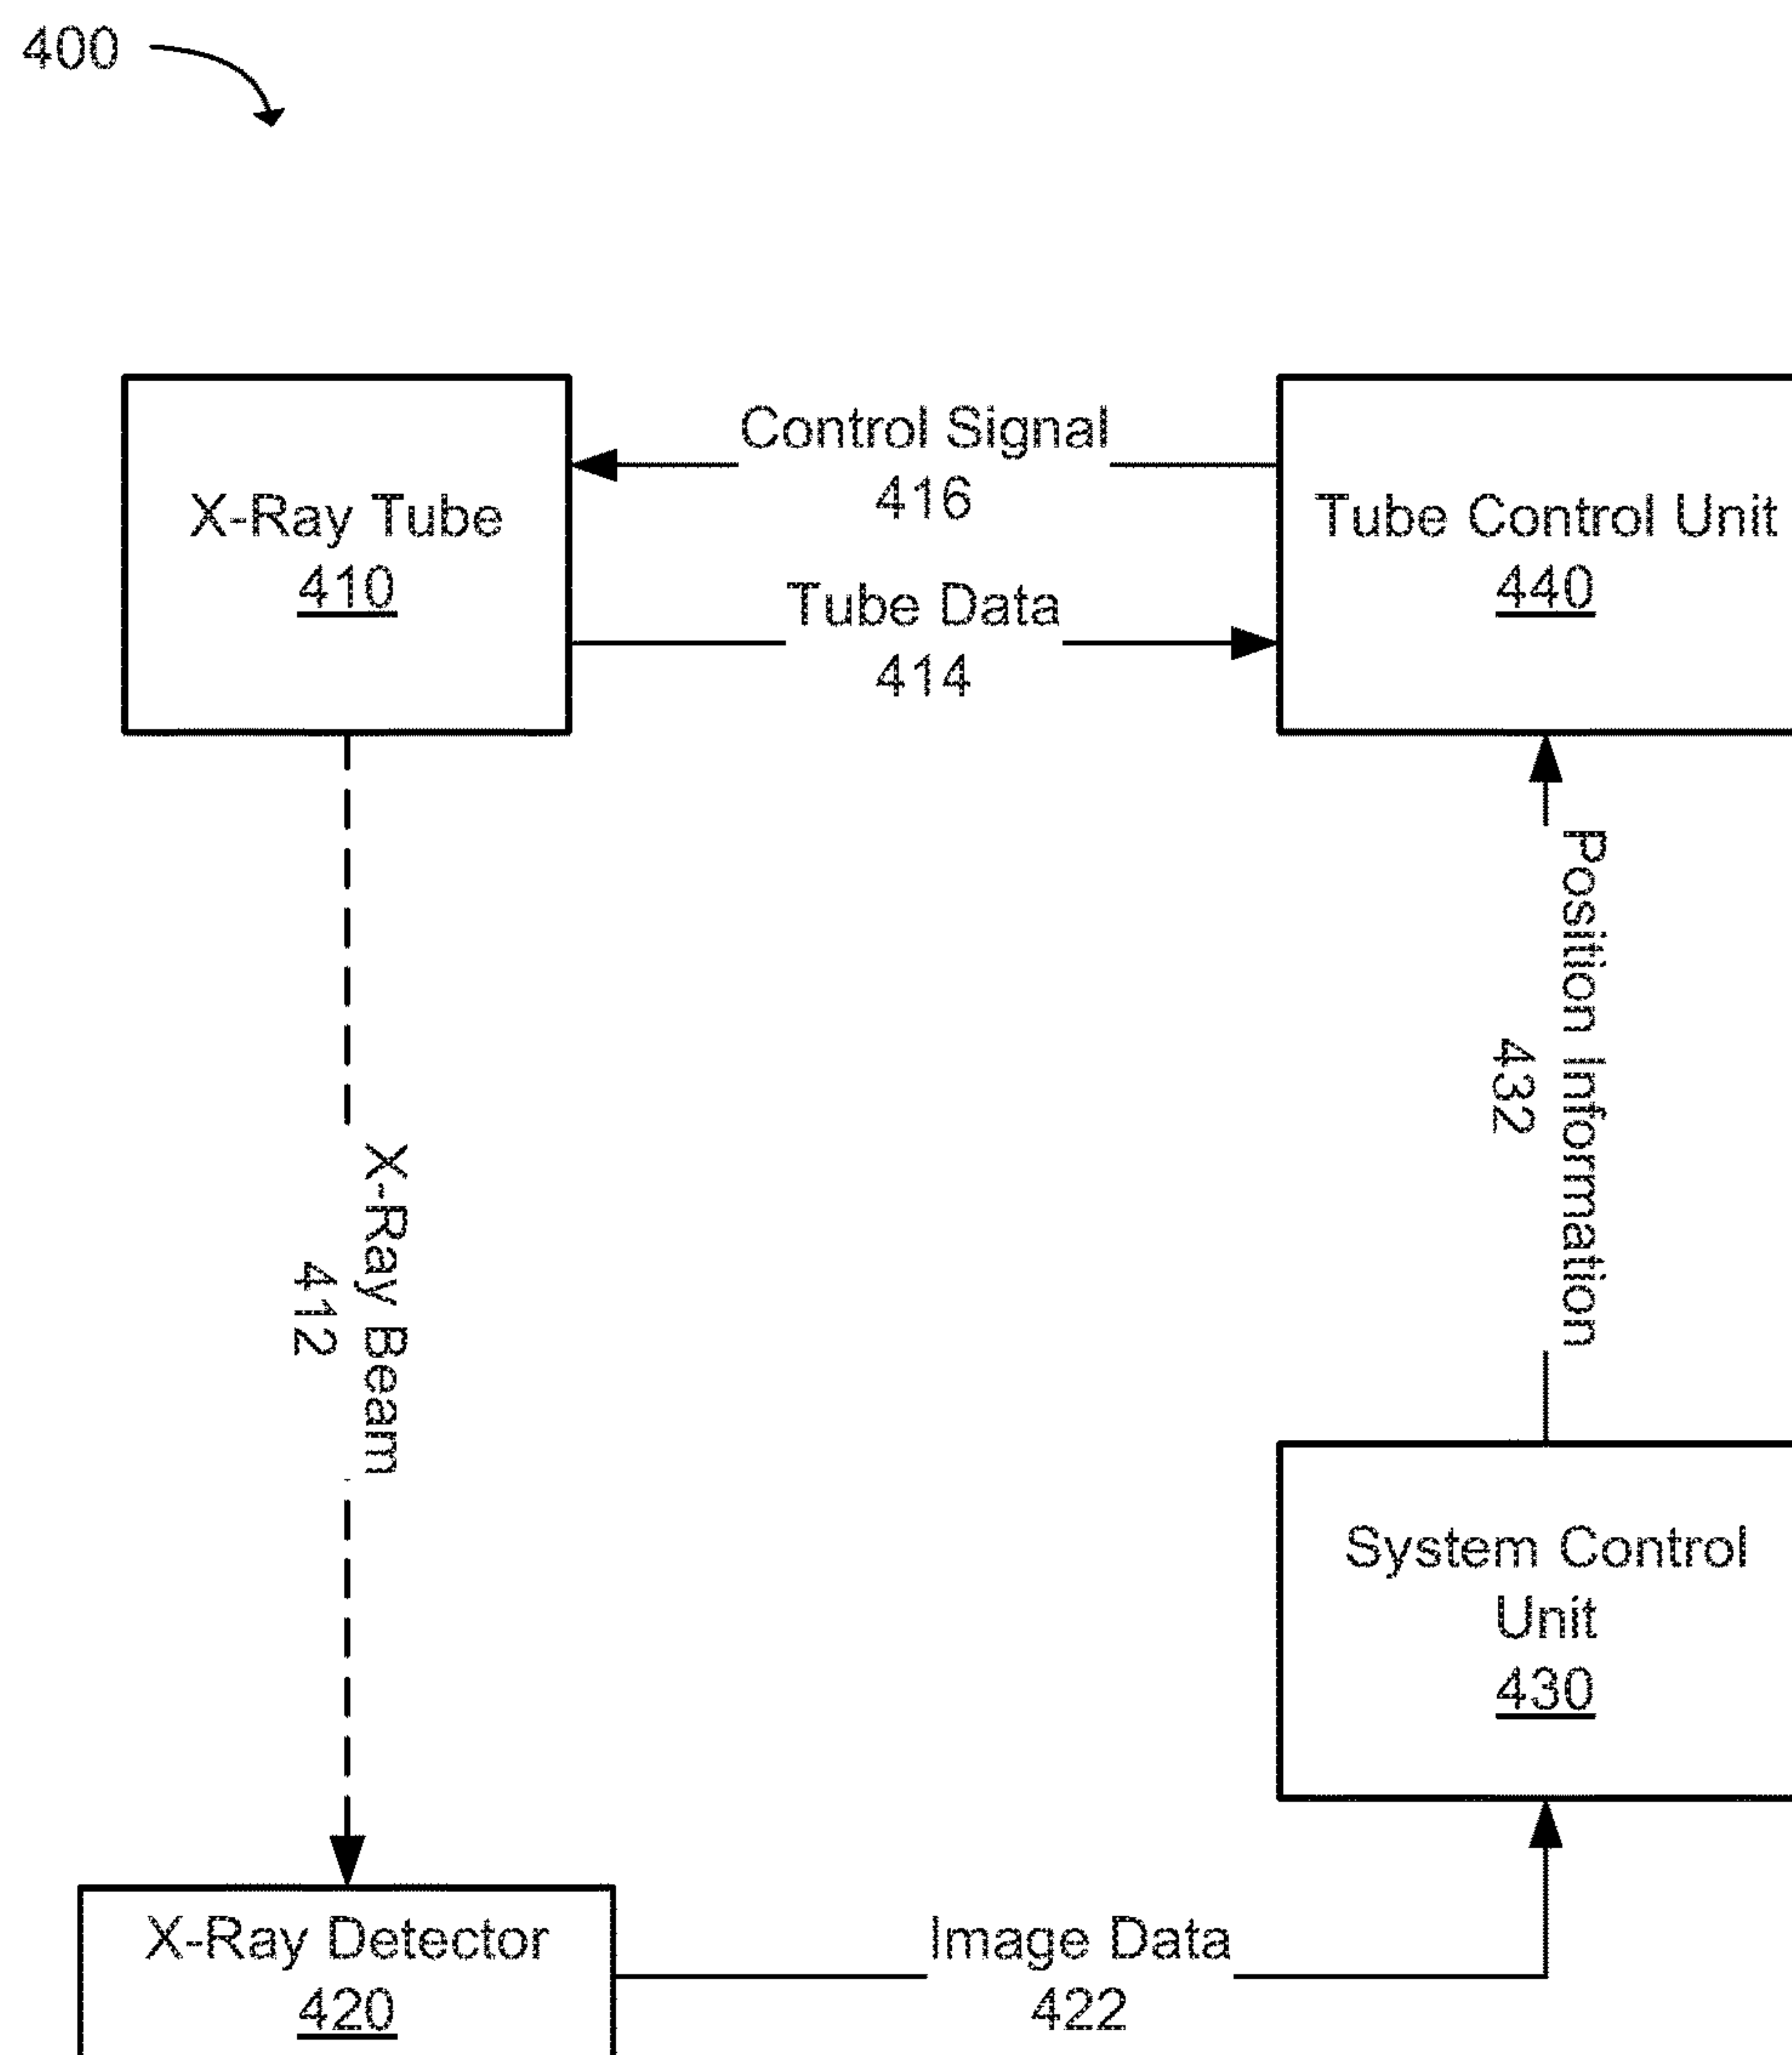 400
X-Ray Tube
410
Control Signal
416
Tube Data
414
Tube Control Unit
440
Position Information
432
X-Ray Beam
412
System Control
Unit
430
X-Ray Detector
420
Image Data
422